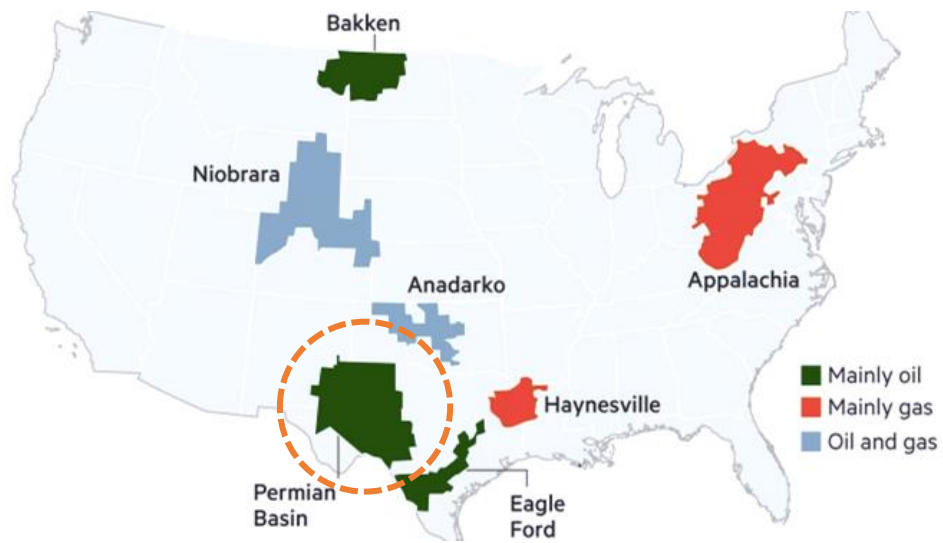 Bakken
Niobrara
Anadarko
Appalachia
Haynesville
Permian
Basin
Eagle
Ford
Mainly oil
Mainly gas
Oil and gas